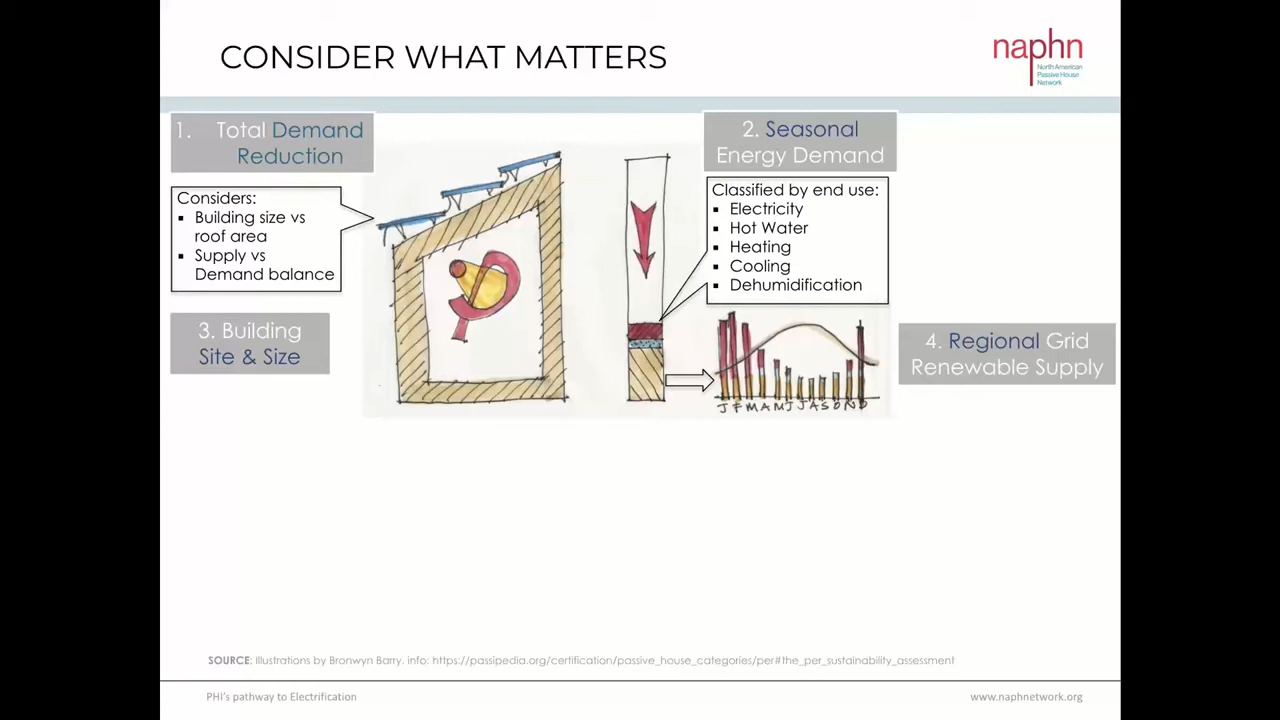 CONSIDER WHAT MATTERS
naphn
North American
Passive House
Network
1. Total Demand
Reduction
Considers:
▪ Building size vs
roof area
▪ Supply vs
Demand balance
2. Seasonal
Energy Demand
Classified by end use:
▪ Electricity
▪ Hot Water
▪ Heating
▪ Cooling
▪ Dehumidification
3. Building
Site & Size
4. Regional Grid
Renewable Supply
J F M A M J J A S O N D
SOURCE: Illustrations by Bronwyn Barry. info: https://passipedia.org/certification/passive_house_categories/per#the_per_sustainability_assessment
PHI's pathway to Electrification
www.naphnetwork.org